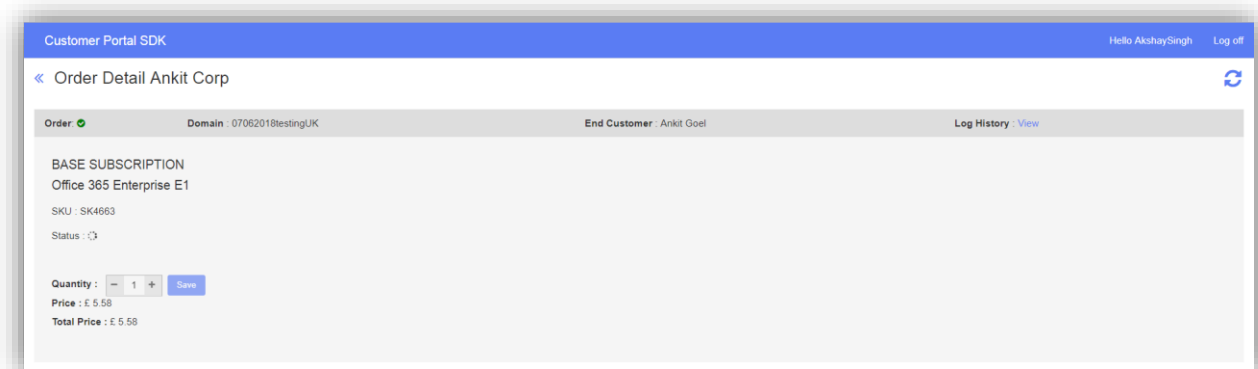 Customer Portal SDK Hello AkshaySingh Log off
« Order Detail Ankit Corp
Order: Domain : 07062018testingUK End Customer : Ankit Goel Log History : View
BASE SUBSCRIPTION
Office 365 Enterprise E1
SKU : SK4663
Status :
Quantity : − 1 + Save
Price : £ 5.58
Total Price : £ 5.58